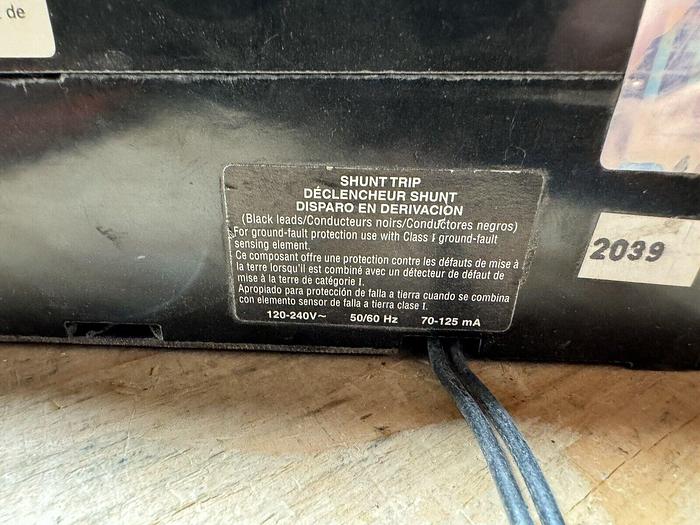 de
SHUNT TRIP
DÉCLENCHEUR SHUNT
DISPARO EN DERIVACIÓN
(Black leads/Conducteurs noirs/Conductores negros)
For ground-fault protection use with Class I ground-fault
sensing element.
Ce composant offre une protection contre les défauts de mise à
la terre lorsqu'il est combiné avec un détecteur de défaut de
mise à la terre de catégorie I.
Apropiado para protección de falla a tierra cuando se combina
con elemento sensor de falla a tierra clase I.
120-240V~ 50/60 Hz 70-125 mA
2039